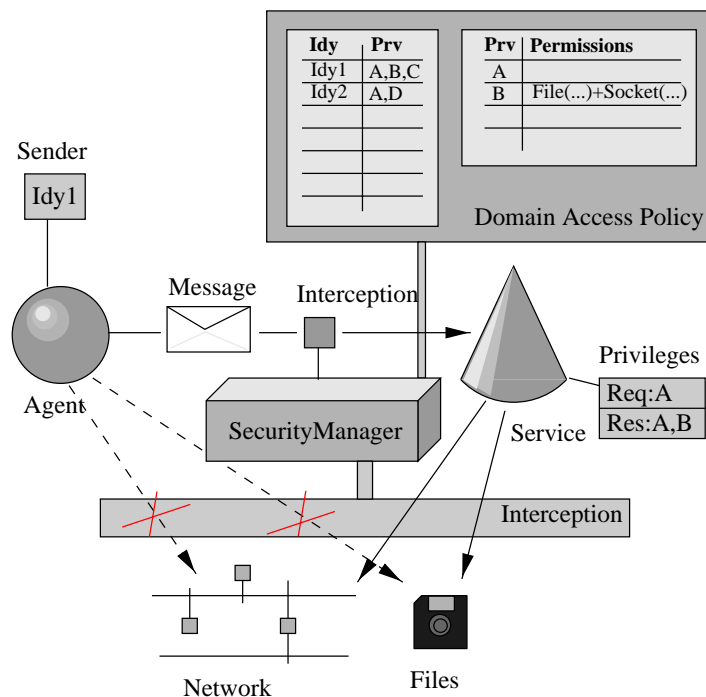 Idy Prv
Idy1 A,B,C
Idy2 A,D
Prv Permissions
A
B File(...)+Socket(...)
Domain Access Policy
Sender
Idy1
Message
Interception
Agent
SecurityManager
Service
Privileges
Req:A
Res:A,B
Interception
Network
Files